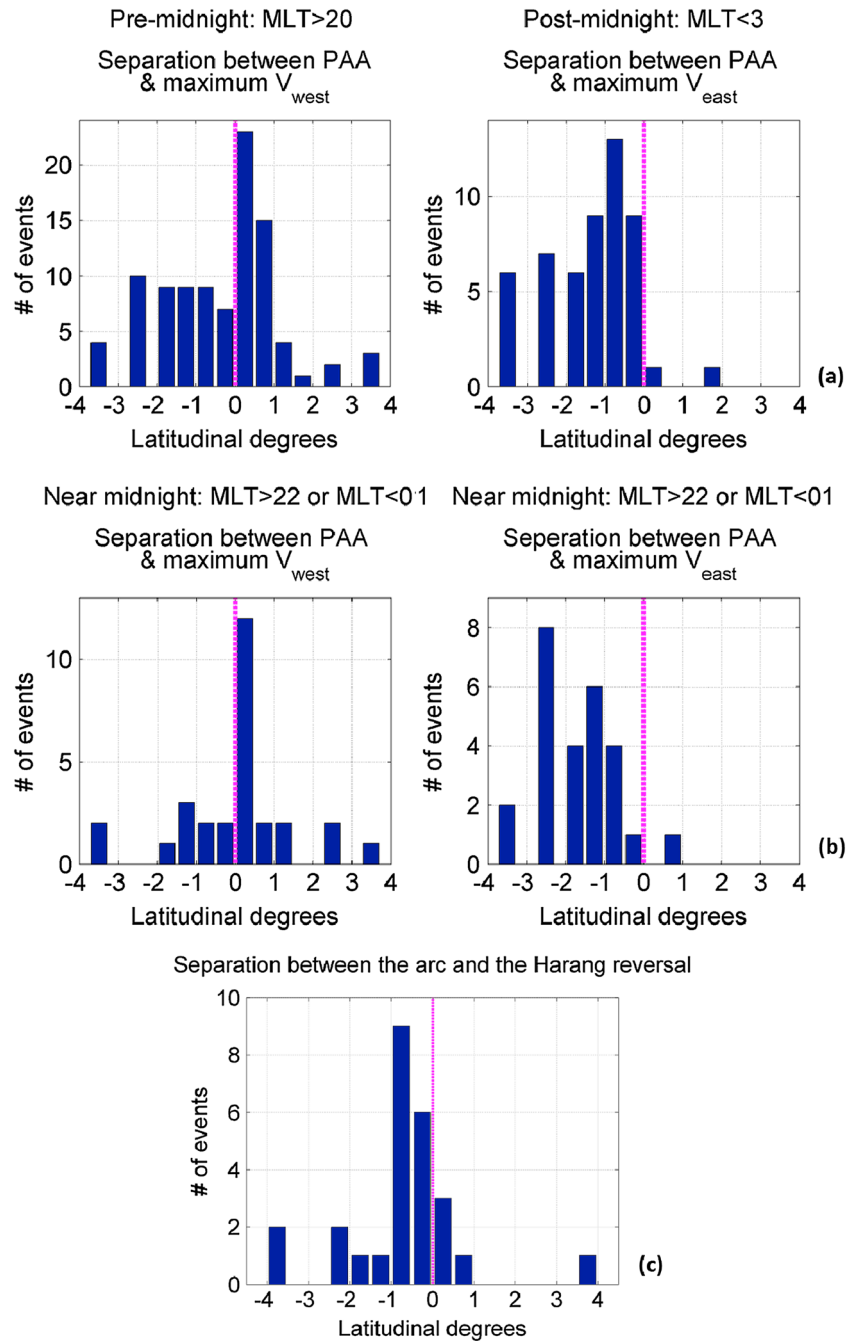 Pre-midnight: MLT>20
Post-midnight: MLT<3
Separation between PAA
& maximum V_west
Separation between PAA
& maximum V_east
# of events
20
15
10
5
0
-4 -3 -2 -1 0 1 2 3 4
Latitudinal degrees
# of events
10
5
0
-4 -3 -2 -1 0 1 2 3 4
Latitudinal degrees
(a)
Near midnight: MLT>22 or MLT<01
Near midnight: MLT>22 or MLT<01
Separation between PAA
& maximum V_west
Seperation between PAA
& maximum V_east
# of events
10
5
0
-4 -3 -2 -1 0 1 2 3 4
Latitudinal degrees
# of events
8
6
4
2
0
-4 -3 -2 -1 0 1 2 3 4
Latitudinal degrees
(b)
Separation between the arc and the Harang reversal
# of events
10
8
6
4
2
0
-4 -3 -2 -1 0 1 2 3 4
Latitudinal degrees
(c)